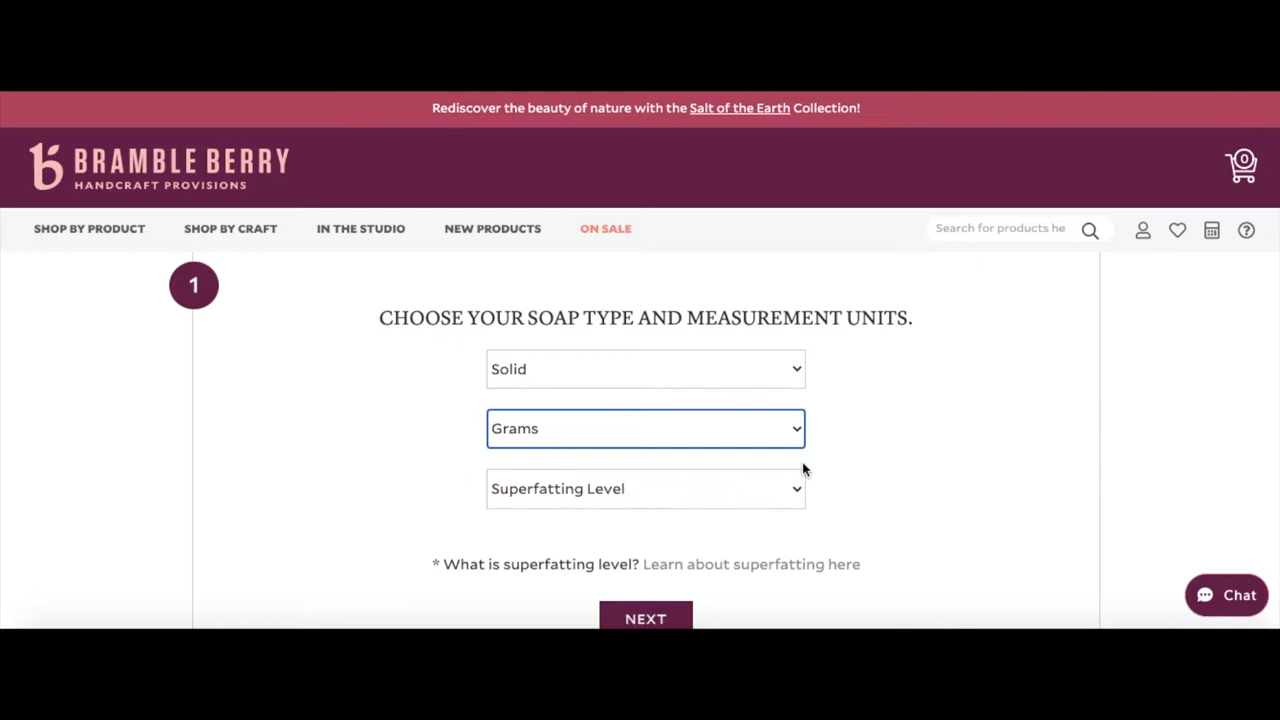 Rediscover the beauty of nature with the Salt of the Earth Collection!
BRAMBLE BERRY
HANDCRAFT PROVISIONS
0
SHOP BY PRODUCT SHOP BY CRAFT IN THE STUDIO NEW PRODUCTS ON SALE Search for products he
1
CHOOSE YOUR SOAP TYPE AND MEASUREMENT UNITS.
Solid
Grams
Superfatting Level
* What is superfatting level? Learn about superfatting here
Chat
NEXT